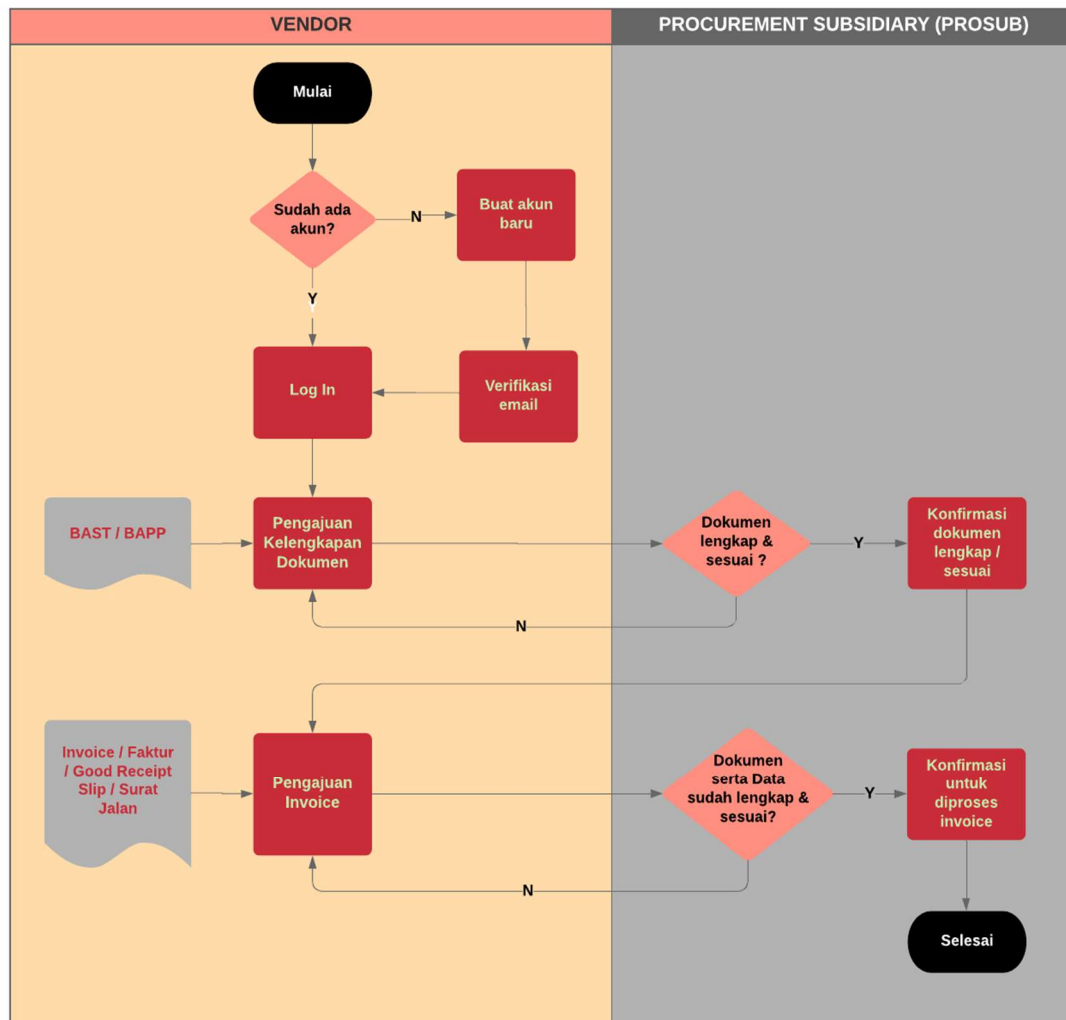 VENDOR
PROCUREMENT SUBSIDIARY (PROSUB)
Mulai
Sudah ada
akun?
N
Buat akun
baru
Y
Log In
Verifikasi
email
BAST / BAPP
Pengajuan
Kelengkapan
Dokumen
Dokumen
lengkap &
sesuai ?
Y
Konfirmasi
dokumen
lengkap /
sesuai
N
Invoice / Faktur
/ Good Receipt
Slip / Surat
Jalan
Pengajuan
Invoice
Dokumen
serta Data
sudah lengkap &
sesuai?
Y
Konfirmasi
untuk
diproses
invoice
N
Selesai